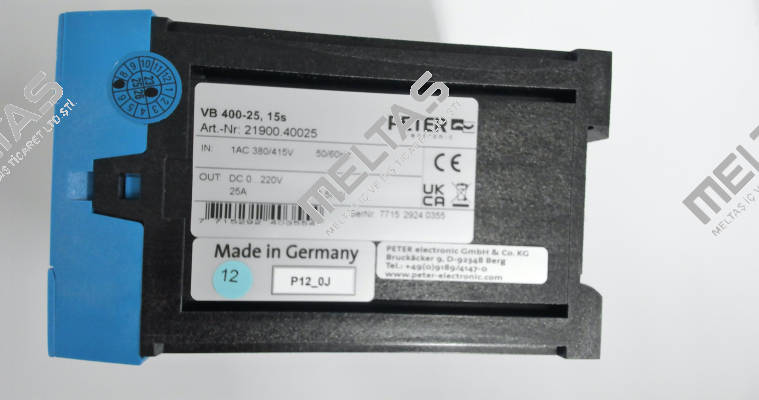 VB 400-25, 15s
Art.-Nr: 21900.40025
PETER
electronic
IN: 1AC 380/415V 50/60Hz
OUT: DC 0...220V
25A
CE
UK
CA
SerNr: 7715 2924 0355
Made in Germany
12
P12_0J
PETER electronic GmbH & Co. KG
Bruckäcker 9, D-92348 Berg
Tel.: +49(0)9189/4147-0
www.peter-electronic.com
MELTAS
MELTAS
MELTAS